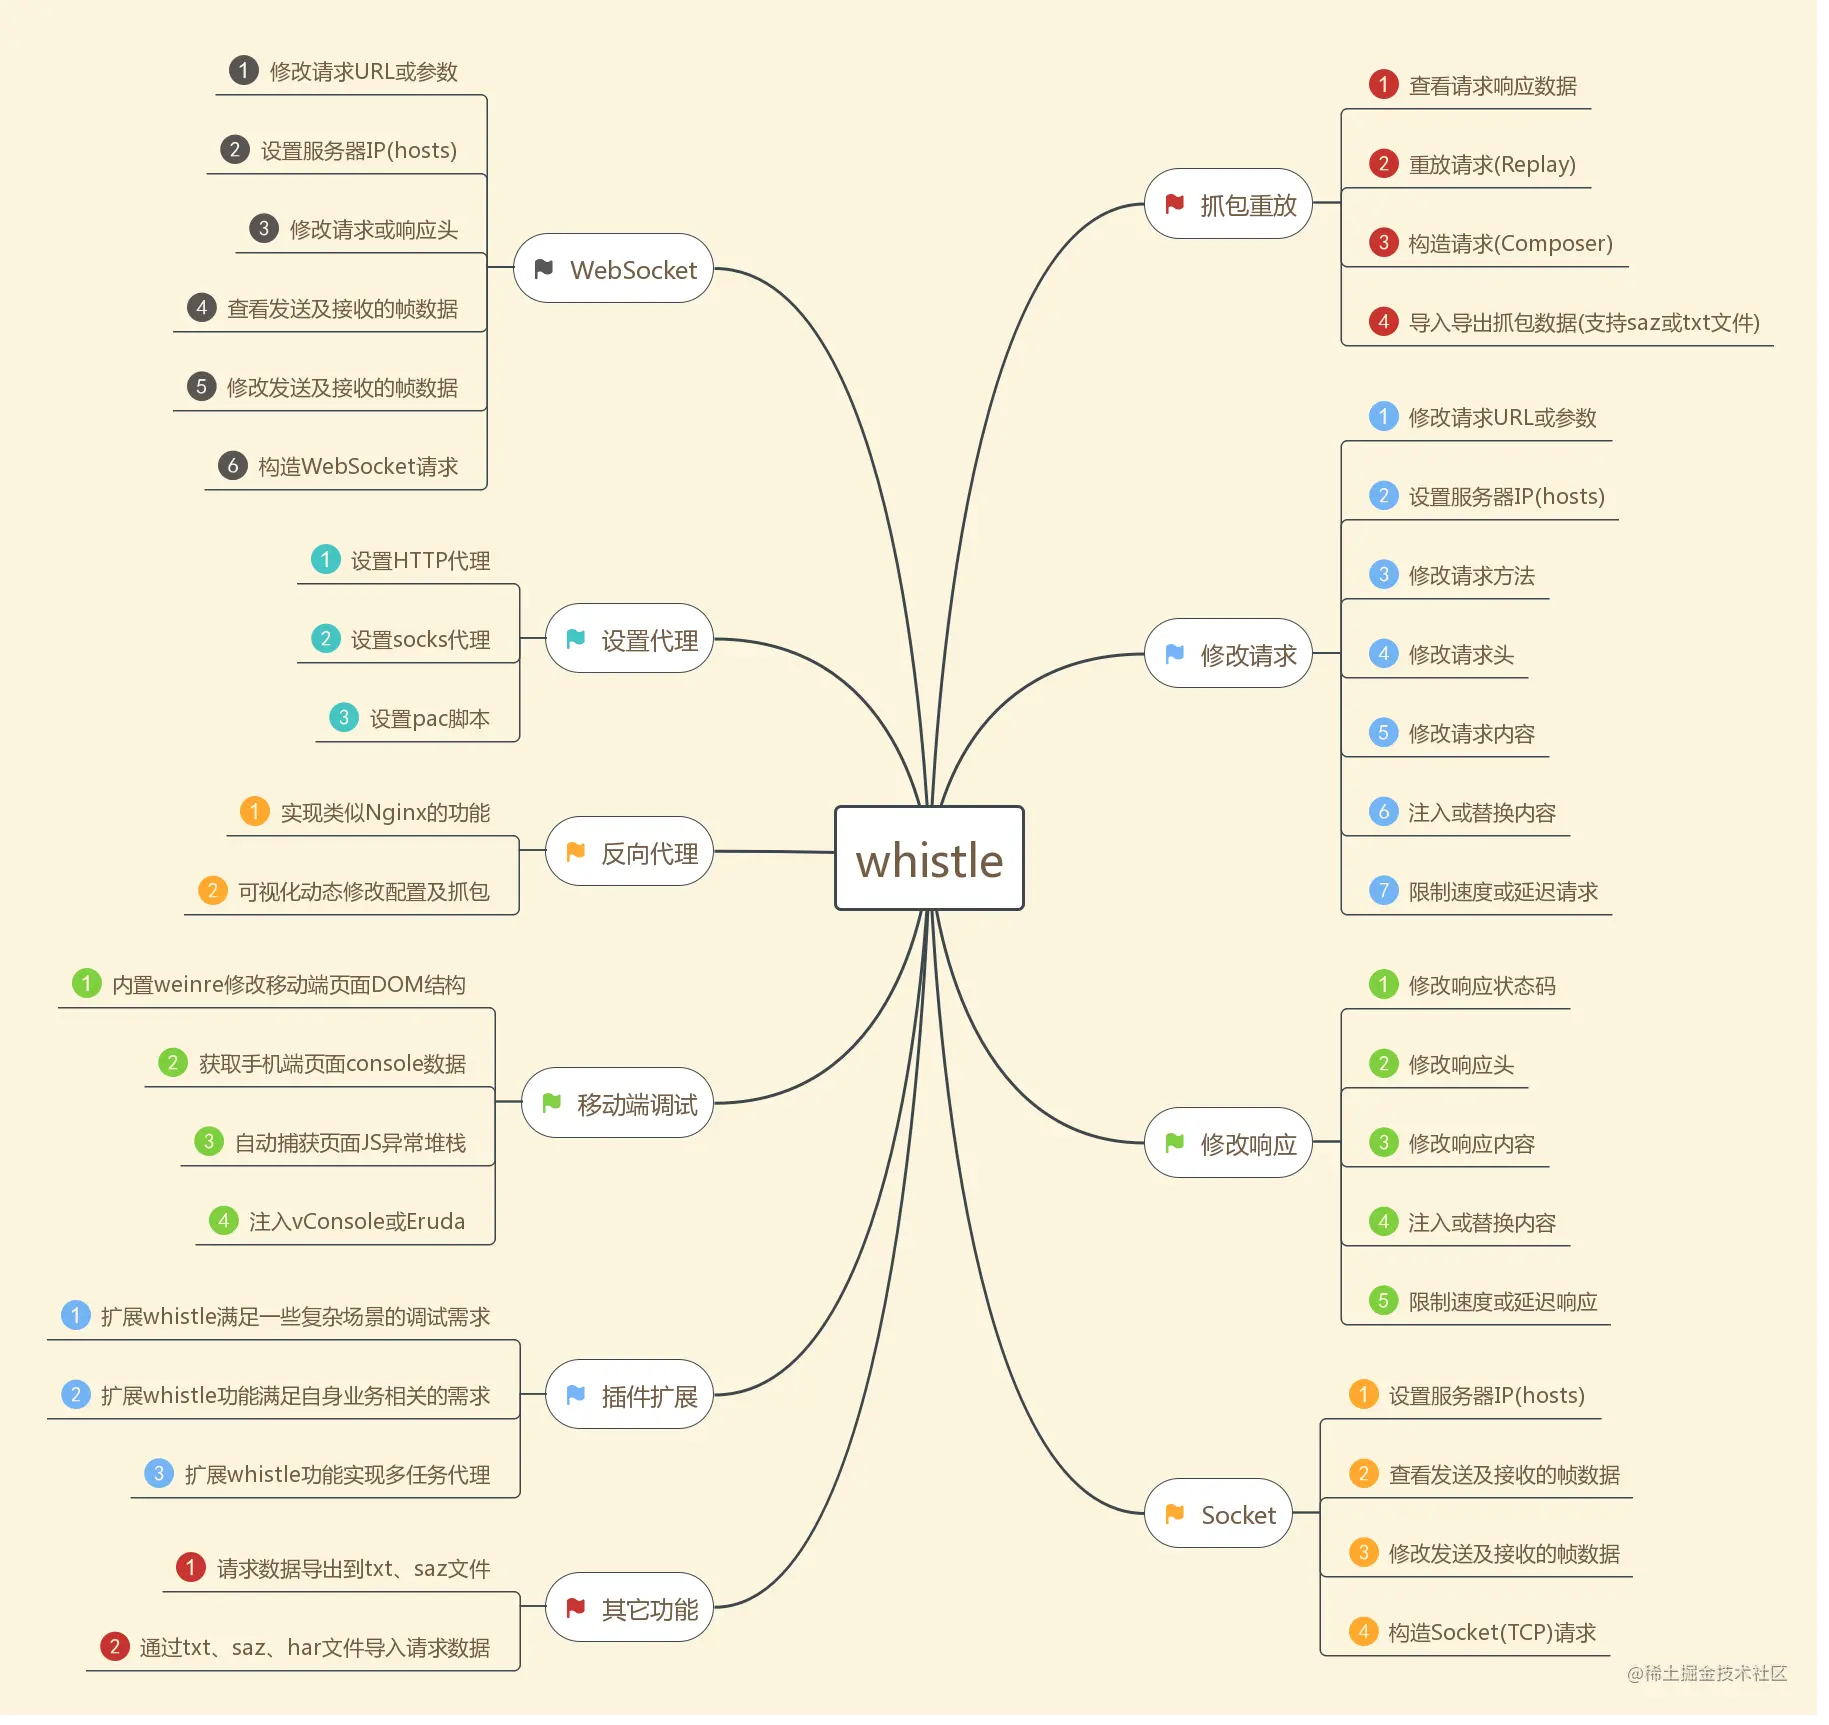 whistle
抓包重放
1 查看请求响应数据
2 重放请求(Replay)
3 构造请求(Composer)
4 导入导出抓包数据(支持saz或txt文件)
修改请求
1 修改请求URL或参数
2 设置服务器IP(hosts)
3 修改请求方法
4 修改请求头
5 修改请求内容
6 注入或替换内容
7 限制速度或延迟请求
修改响应
1 修改响应状态码
2 修改响应头
3 修改响应内容
4 注入或替换内容
5 限制速度或延迟响应
Socket
1 设置服务器IP(hosts)
2 查看发送及接收的帧数据
3 修改发送及接收的帧数据
4 构造Socket(TCP)请求
WebSocket
1 修改请求URL或参数
2 设置服务器IP(hosts)
3 修改请求或响应头
4 查看发送及接收的帧数据
5 修改发送及接收的帧数据
6 构造WebSocket请求
设置代理
1 设置HTTP代理
2 设置socks代理
3 设置pac脚本
反向代理
1 实现类似Nginx的功能
2 可视化动态修改配置及抓包
移动端调试
1 内置weinre修改移动端页面DOM结构
2 获取手机端页面console数据
3 自动捕获页面JS异常堆栈
4 注入vConsole或Eruda
插件扩展
1 扩展whistle满足一些复杂场景的调试需求
2 扩展whistle功能满足自身业务相关的需求
3 扩展whistle功能实现多任务代理
其它功能
1 请求数据导出到txt、saz文件
2 通过txt、saz、har文件导入请求数据
@稀土掘金技术社区